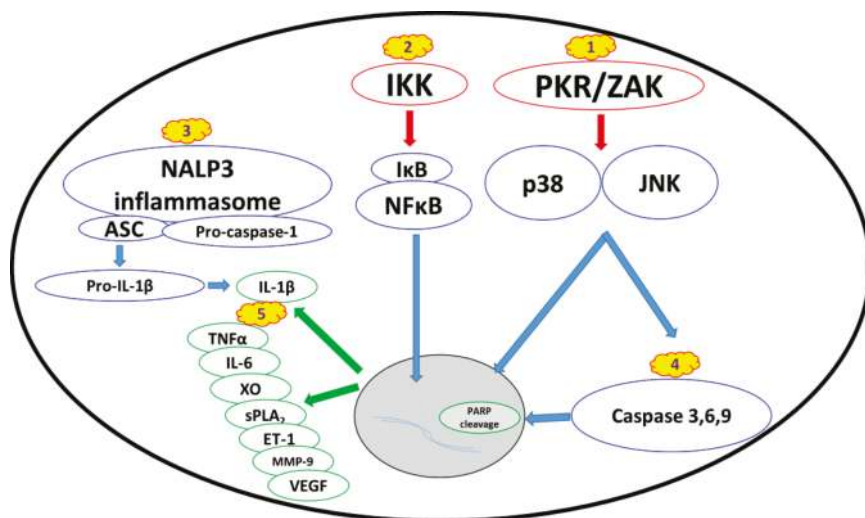 1
PKR/ZAK
2
IKK
3
NALP3
inflammasome
ASC
Pro-caspase-1
IκB
NFκB
p38
JNK
Pro-IL-1β
IL-1β
5
TNFα
IL-6
XO
sPLA₂
ET-1
MMP-9
VEGF
PARP
cleavage
4
Caspase 3,6,9